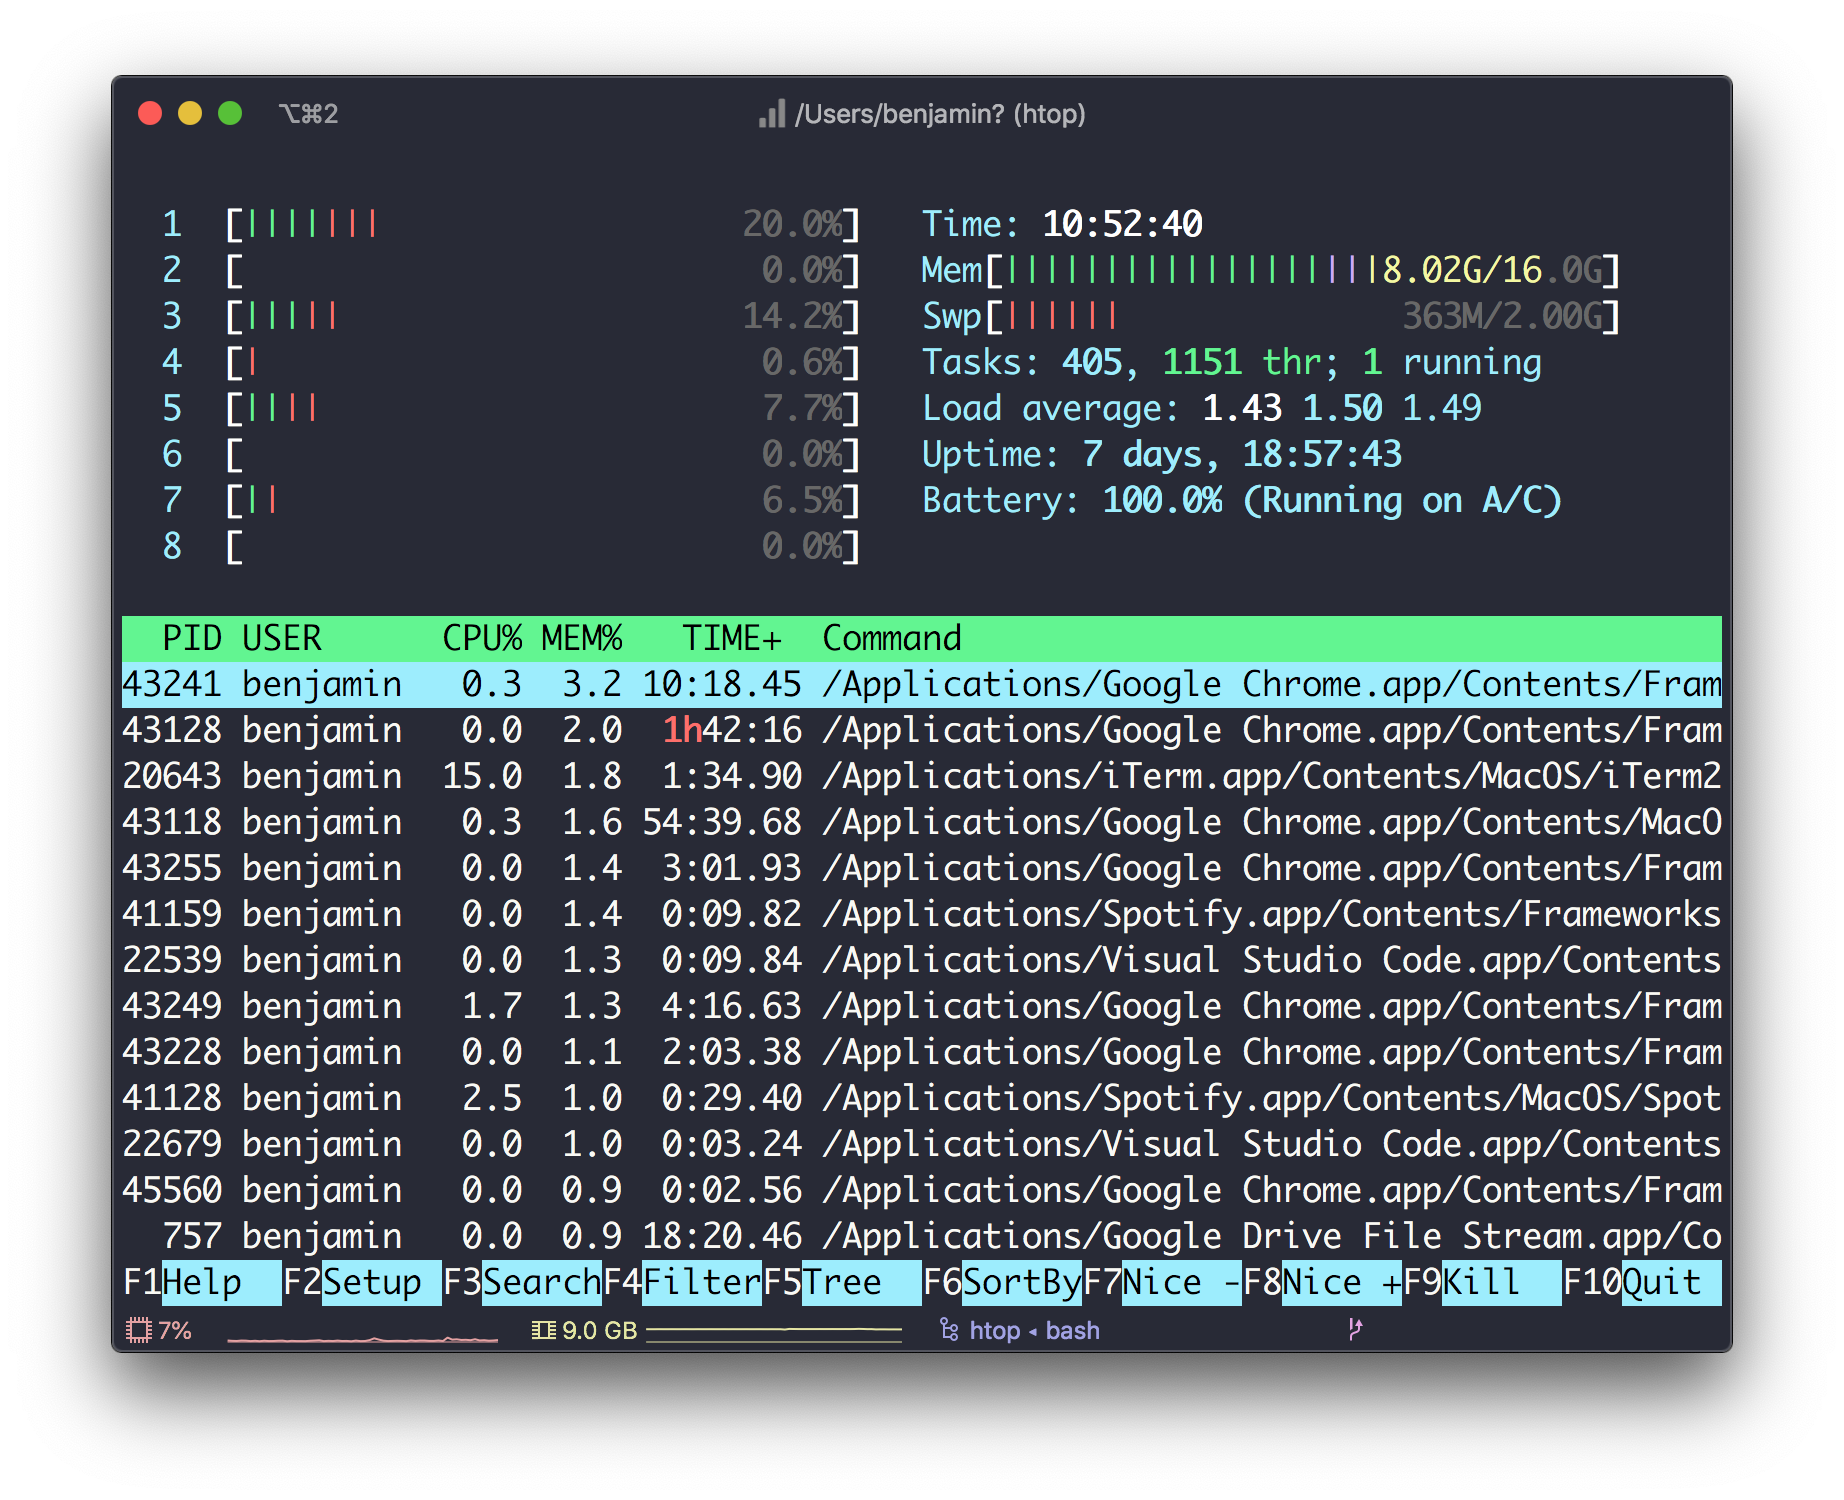 ⌥⌘2 /Users/benjamin? (htop)
1 [||||||| 20.0%] Time: 10:52:40
2 [ 0.0%] Mem[|||||||||||||||||||8.02G/16.0G]
3 [||||| 14.2%] Swp[|||||| 363M/2.00G]
4 [| 0.6%] Tasks: 405, 1151 thr; 1 running
5 [|||| 7.7%] Load average: 1.43 1.50 1.49
6 [ 0.0%] Uptime: 7 days, 18:57:43
7 [|| 6.5%] Battery: 100.0% (Running on A/C)
8 [ 0.0%]
PID USER CPU% MEM% TIME+ Command
43241 benjamin 0.3 3.2 10:18.45 /Applications/Google Chrome.app/Contents/Fram
43128 benjamin 0.0 2.0 1h42:16 /Applications/Google Chrome.app/Contents/Fram
20643 benjamin 15.0 1.8 1:34.90 /Applications/iTerm.app/Contents/MacOS/iTerm2
43118 benjamin 0.3 1.6 54:39.68 /Applications/Google Chrome.app/Contents/MacO
43255 benjamin 0.0 1.4 3:01.93 /Applications/Google Chrome.app/Contents/Fram
41159 benjamin 0.0 1.4 0:09.82 /Applications/Spotify.app/Contents/Frameworks
22539 benjamin 0.0 1.3 0:09.84 /Applications/Visual Studio Code.app/Contents
43249 benjamin 1.7 1.3 4:16.63 /Applications/Google Chrome.app/Contents/Fram
43228 benjamin 0.0 1.1 2:03.38 /Applications/Google Chrome.app/Contents/Fram
41128 benjamin 2.5 1.0 0:29.40 /Applications/Spotify.app/Contents/MacOS/Spot
22679 benjamin 0.0 1.0 0:03.24 /Applications/Visual Studio Code.app/Contents
45560 benjamin 0.0 0.9 0:02.56 /Applications/Google Chrome.app/Contents/Fram
757 benjamin 0.0 0.9 18:20.46 /Applications/Google Drive File Stream.app/Co
F1Help F2Setup F3SearchF4FilterF5Tree F6SortByF7Nice -F8Nice +F9Kill F10Quit
7% 9.0 GB htop ◂ bash